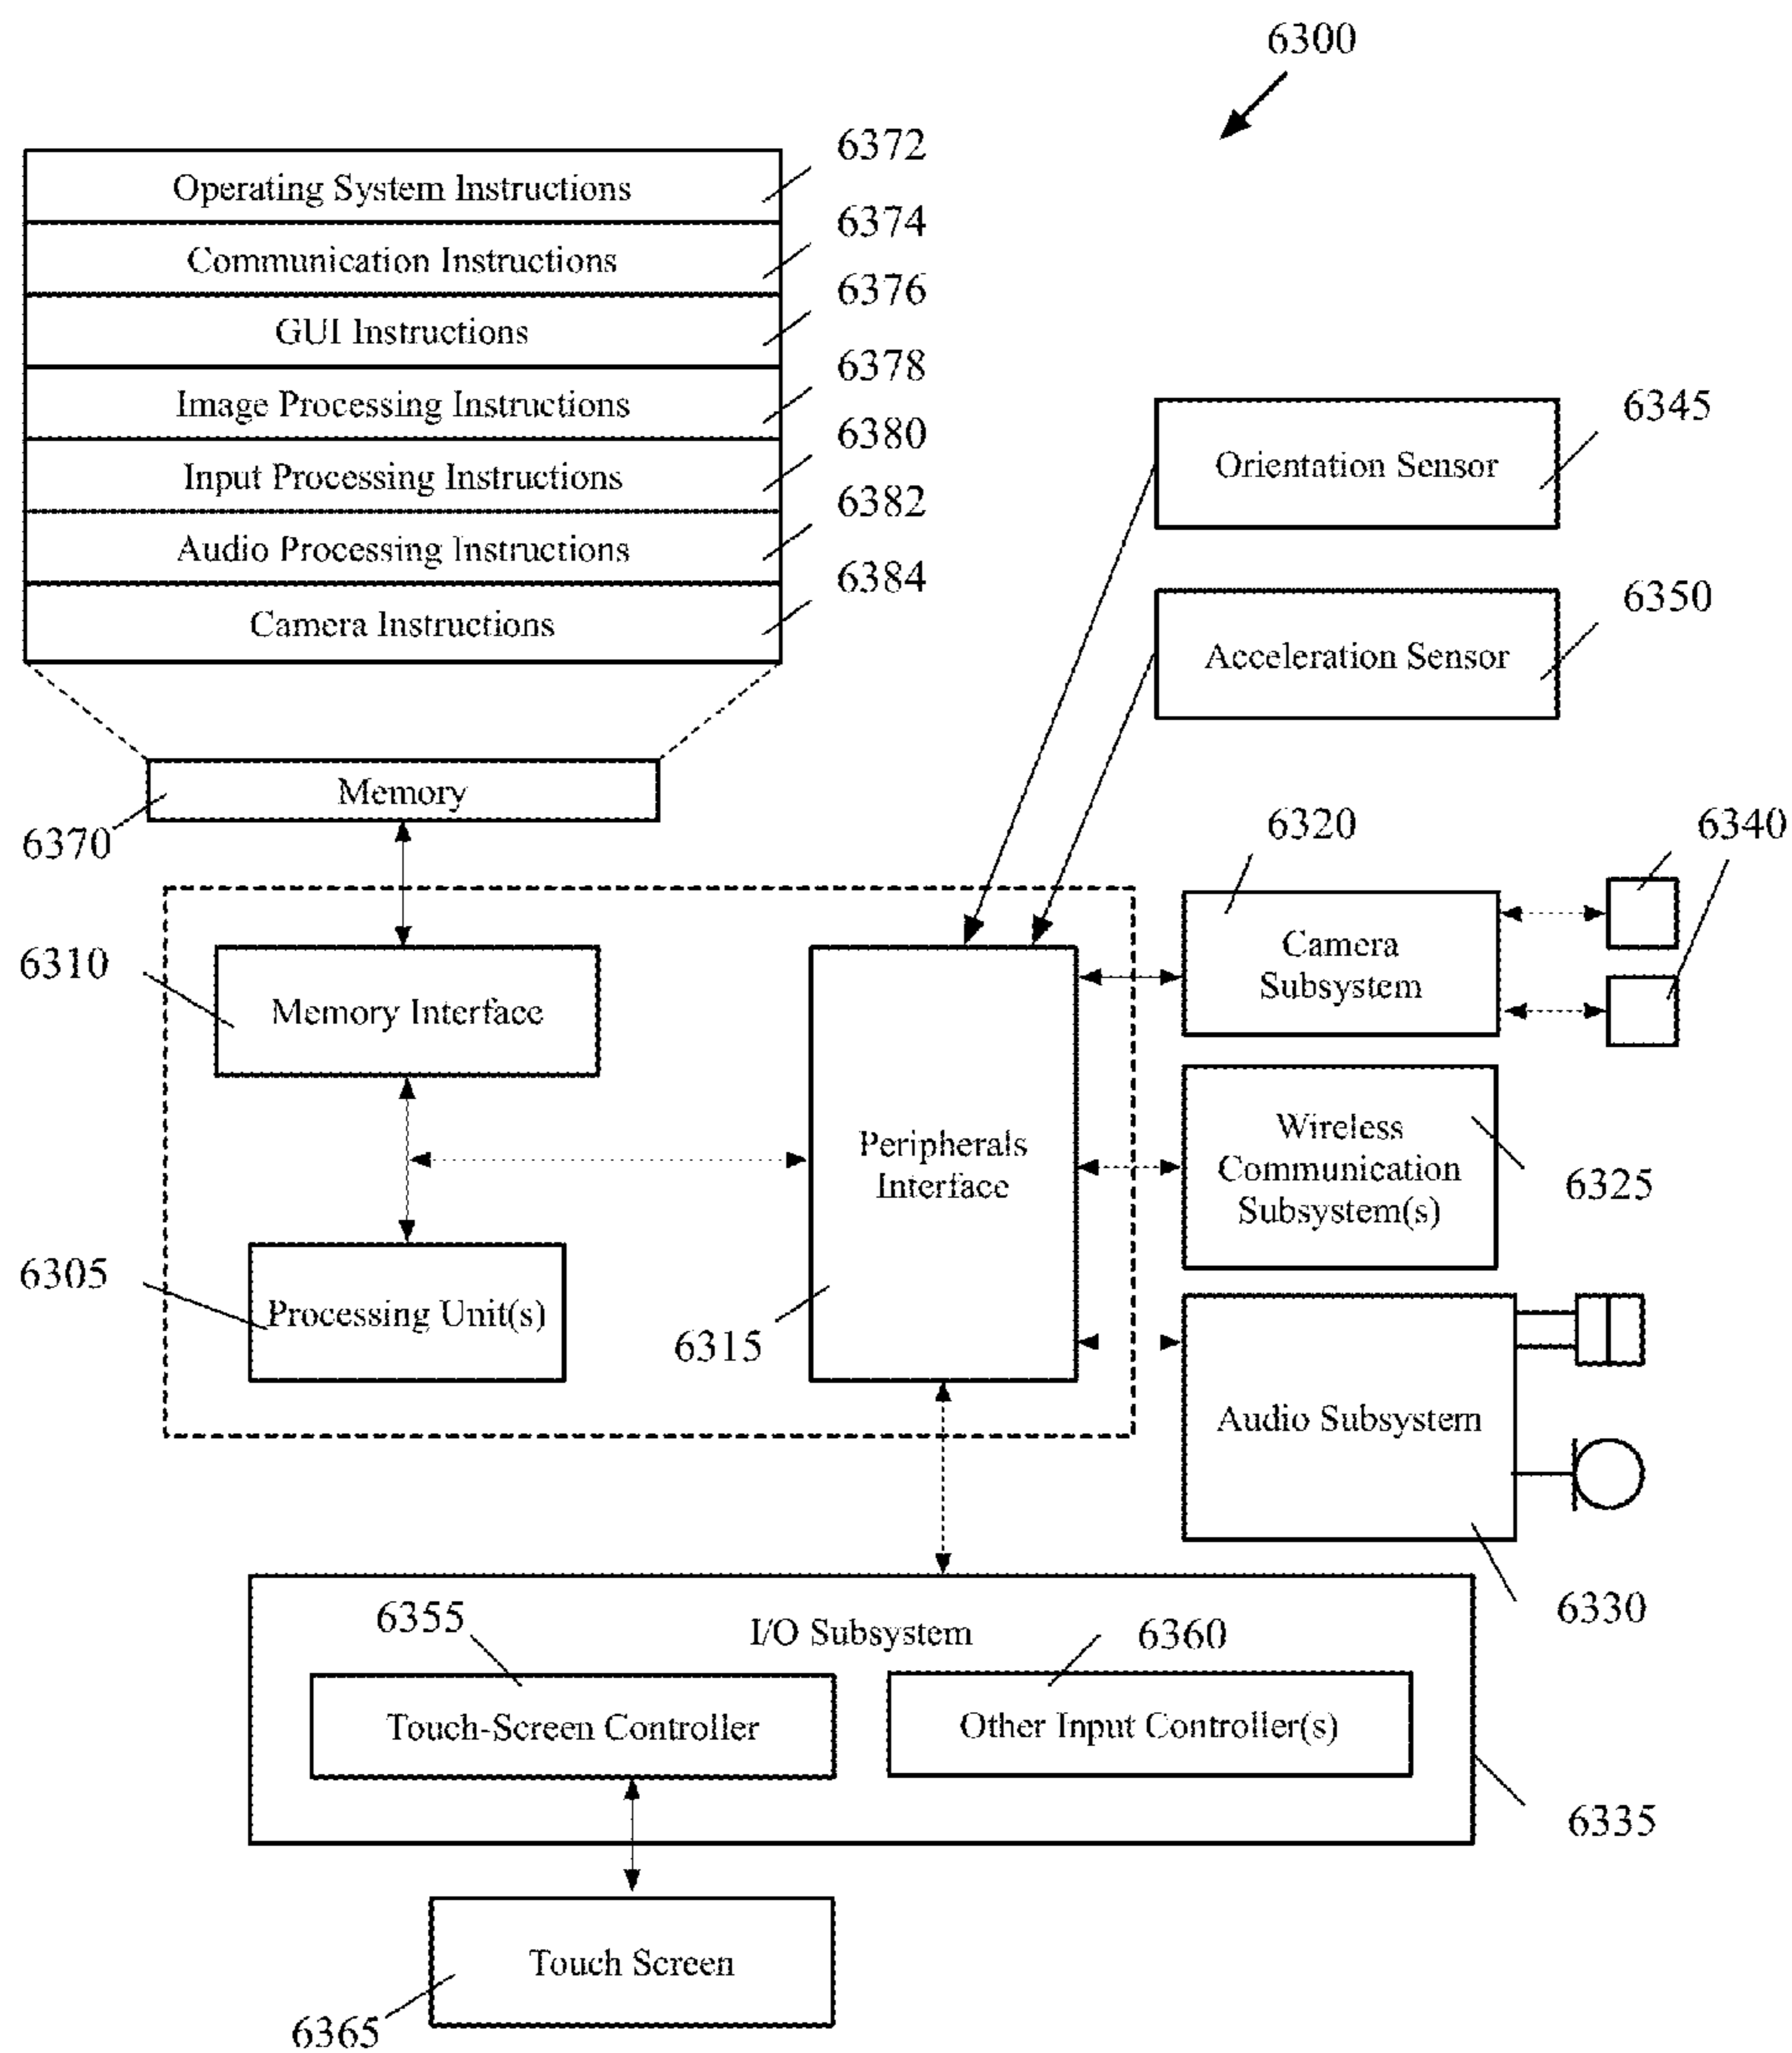 6300
6372
Operating System Instructions
6374
Communication Instructions
6376
GUI Instructions
6378
Image Processing Instructions
6380
Input Processing Instructions
6382
Audio Processing Instructions
6384
Camera Instructions
6345
Orientation Sensor
6350
Acceleration Sensor
Memory
6370
6320
6340
Camera
Subsystem
6310
Memory Interface
Peripherals
Interface
Wireless
Communication
Subsystem(s)
6325
6305
Processing Unit(s)
6315
Audio Subsystem
6330
6355
I/O Subsystem
6360
Touch-Screen Controller
Other Input Controller(s)
6335
Touch Screen
6365